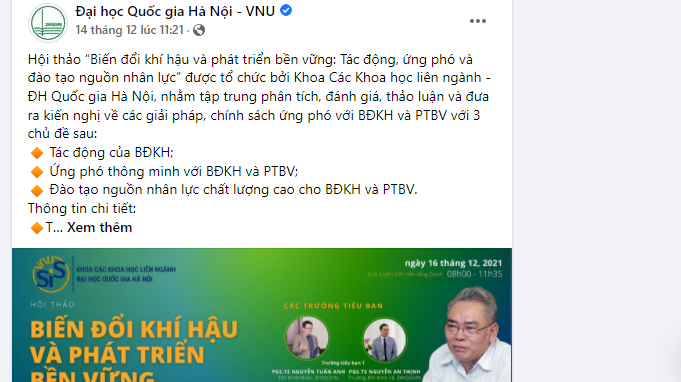 Đại học Quốc gia Hà Nội - VNU
14 tháng 12 lúc 11:21
Hội thảo “Biến đổi khí hậu và phát triển bền vững: Tác động, ứng phó và
đào tạo nguồn nhân lực” được tổ chức bởi Khoa Các Khoa học liên ngành -
ĐH Quốc gia Hà Nội, nhằm tập trung phân tích, đánh giá, thảo luận và đưa
ra kiến nghị về các giải pháp, chính sách ứng phó với BĐKH và PTBV với 3
chủ đề sau:
🔸 Tác động của BĐKH;
🔸 Ứng phó thông minh với BĐKH và PTBV;
🔸 Đào tạo nguồn nhân lực chất lượng cao cho BĐKH và PTBV.
Thông tin chi tiết:
🔸T... Xem thêm
KHOA CÁC KHOA HỌC LIÊN NGÀNH
ĐẠI HỌC QUỐC GIA HÀ NỘI
ngày 16 tháng 12, 2021
08h00 - 11h35
HỘI THẢO
BIẾN ĐỔI KHÍ HẬU
VÀ PHÁT TRIỂN
BỀN VỮNG
CÁC TRƯỞNG TIỂU BAN
Trưởng tiểu ban 1
PGS.TS NGUYỄN TUẤN ANH
PGS.TS NGUYỄN AN THỊNH